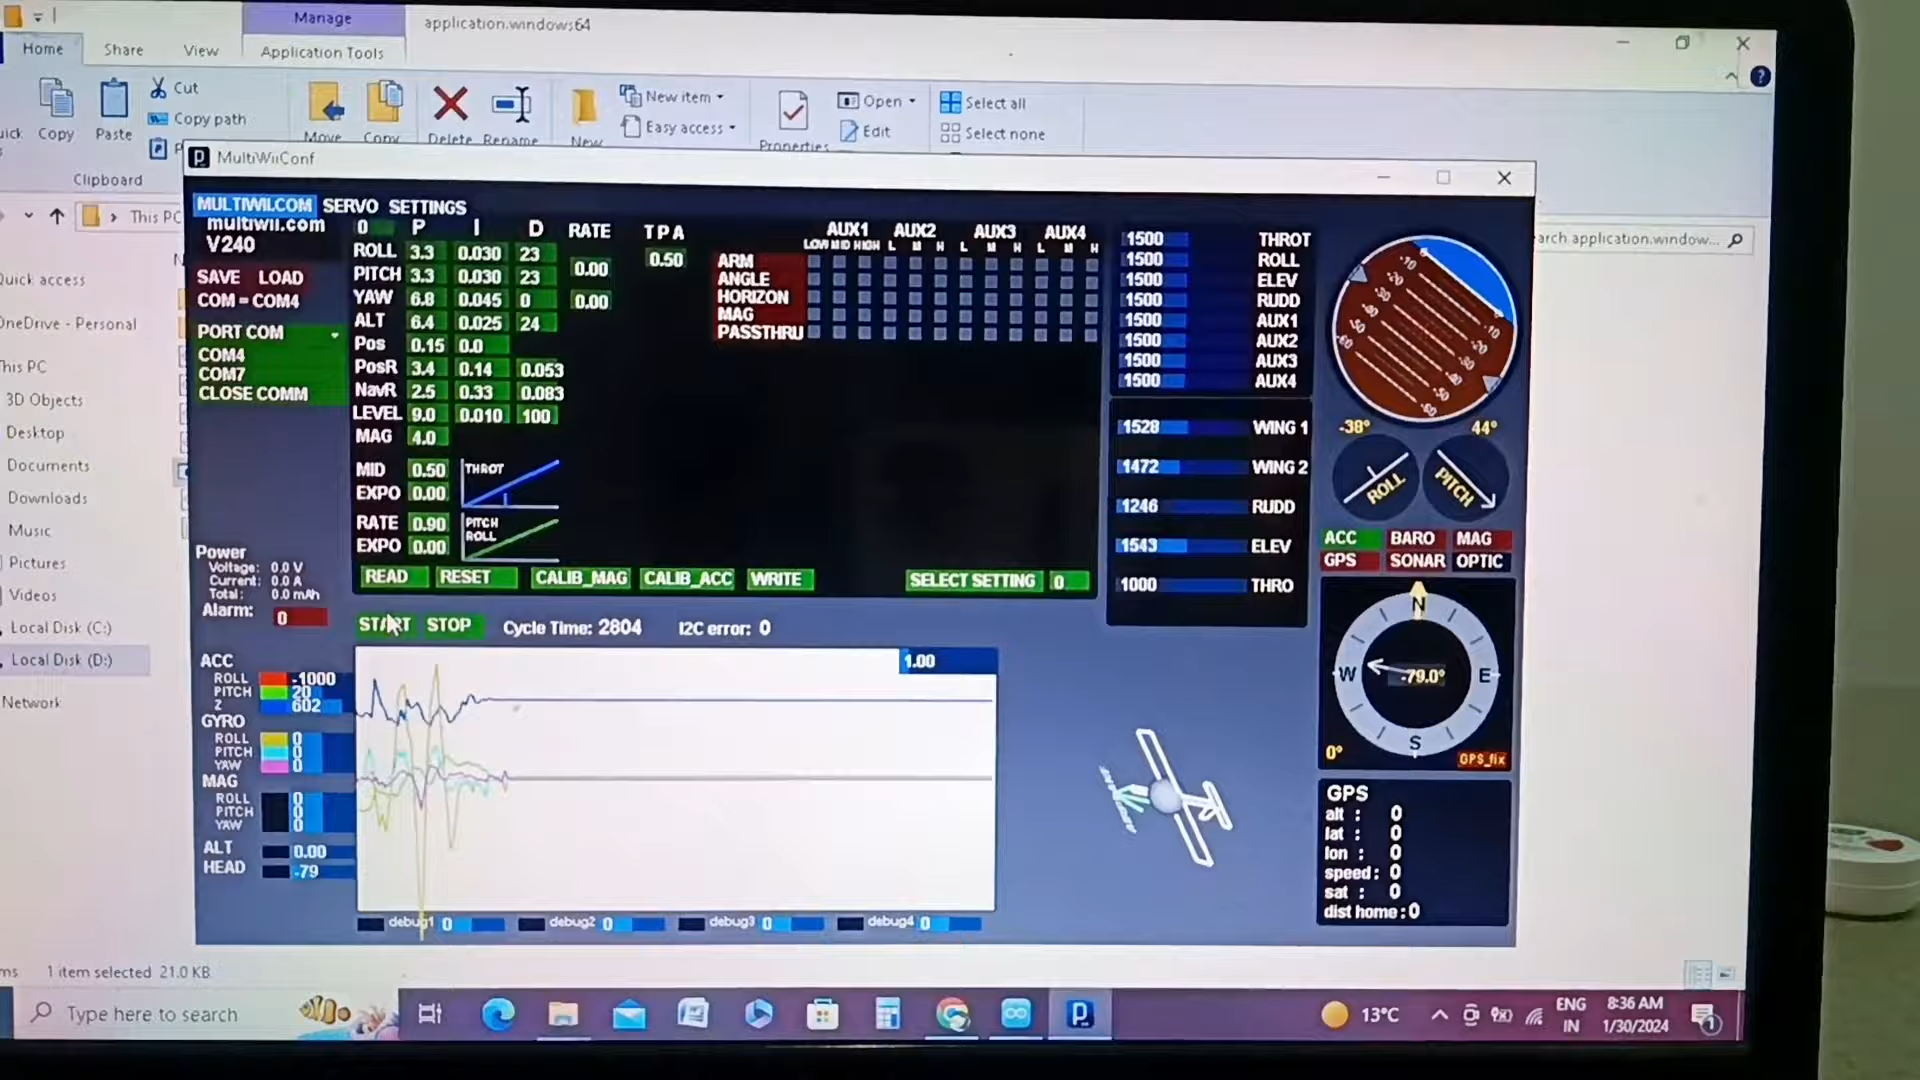 Manage
application.windows64
Home
Share
View
Application Tools
Copy
Paste
Cut
Copy path
Move
Copy
Delete
Rename
New
New item
Easy access
Properties
Open
Edit
Select all
Select none
Clipboard
This PC
arch application.window...
MultiWiiConf
MULTIWII.COM SERVO SETTINGS
multiwii.com
V240
SAVE LOAD
COM = COM4
PORT COM
COM4
COM7
CLOSE COMM
0 P I D RATE TPA
ROLL 3.3 0.030 23
0.00 0.50
PITCH 3.3 0.030 23
YAW 6.8 0.045 0 0.00
ALT 6.4 0.025 24
Pos 0.15 0.0
PosR 3.4 0.14 0.053
NavR 2.5 0.33 0.083
LEVEL 9.0 0.010 100
MAG 4.0
MID 0.50 THROT
EXPO 0.00
RATE 0.90 PITCH
ROLL
EXPO 0.00
AUX1 AUX2 AUX3 AUX4
LOW MID HIGH L M H L M H L M H
ARM
ANGLE
HORIZON
MAG
PASSTHRU
READ RESET CALIB_MAG CALIB_ACC WRITE SELECT SETTING 0
1500 THROT
1500 ROLL
1500 ELEV
1500 RUDD
1500 AUX1
1500 AUX2
1500 AUX3
1500 AUX4
1528 WING 1
1472 WING 2
1246 RUDD
1543 ELEV
1000 THRO
-38° 44°
ROLL PITCH
ACC BARO MAG
GPS SONAR OPTIC
N
W -79.0° E
S
0° GPS_fix
GPS
alt : 0
lat : 0
lon : 0
speed: 0
sat : 0
dist home: 0
Power
Voltage: 0.0 V
Current: 0.0 A
Total: 0.0 mAh
Alarm: 0
START STOP Cycle Time: 2804 I2C error: 0
1.00
ACC
ROLL -1000
PITCH 20
Z 602
GYRO
ROLL 0
PITCH 0
YAW 0
MAG
ROLL 0
PITCH 0
YAW 0
ALT 0.00
HEAD -79
debug1 0 debug2 0 debug3 0 debug4 0
Quick access
OneDrive - Personal
This PC
3D Objects
Desktop
Documents
Downloads
Music
Pictures
Videos
Local Disk (C:)
Local Disk (D:)
Network
1 item selected 21.0 KB
Type here to search
13°C
ENG
IN
8:36 AM
1/30/2024
1